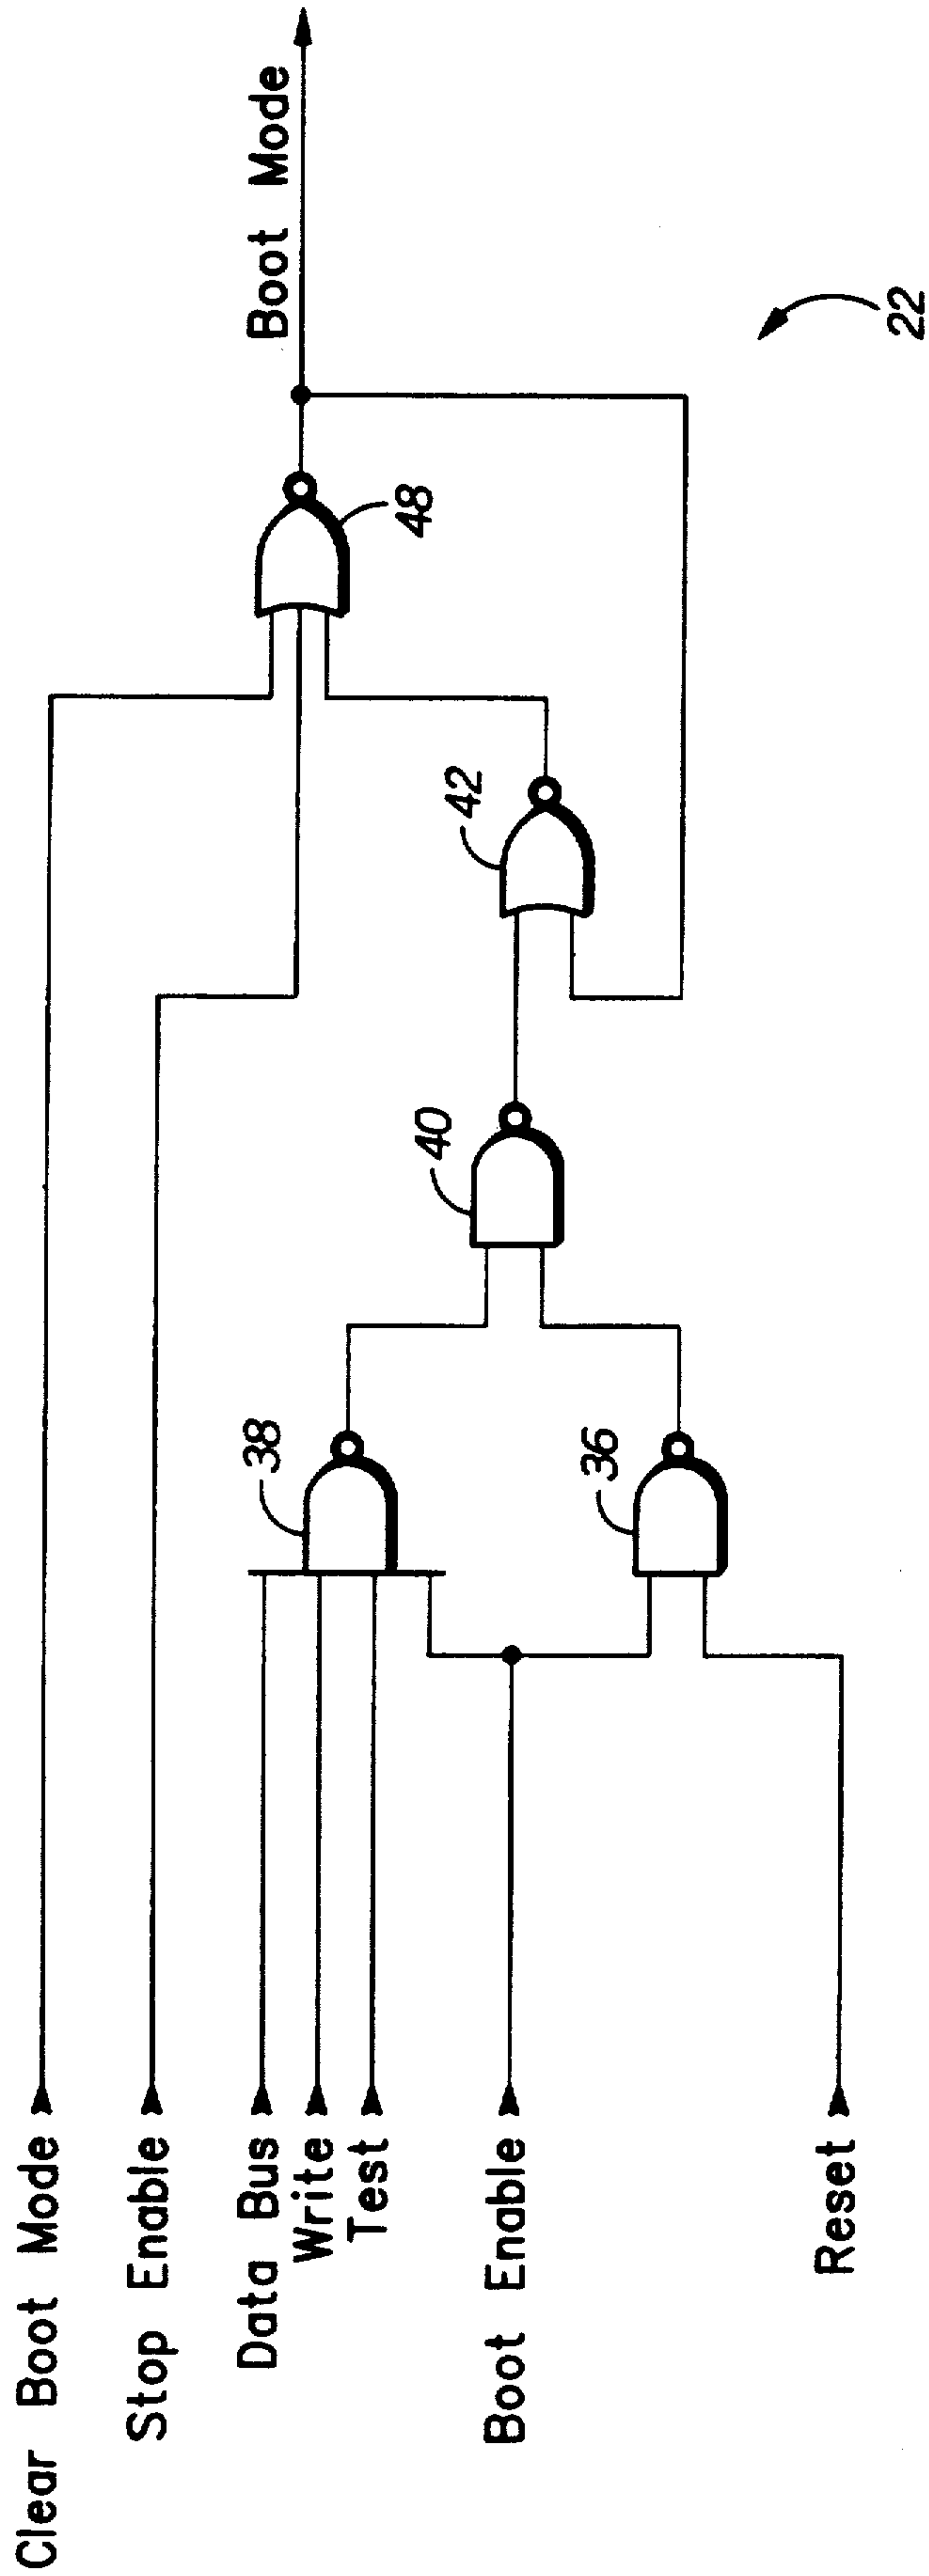 Clear Boot Mode
Stop Enable
Data Bus
Write
Test
Boot Enable
Reset
38
36
40
42
48
Boot Mode
22